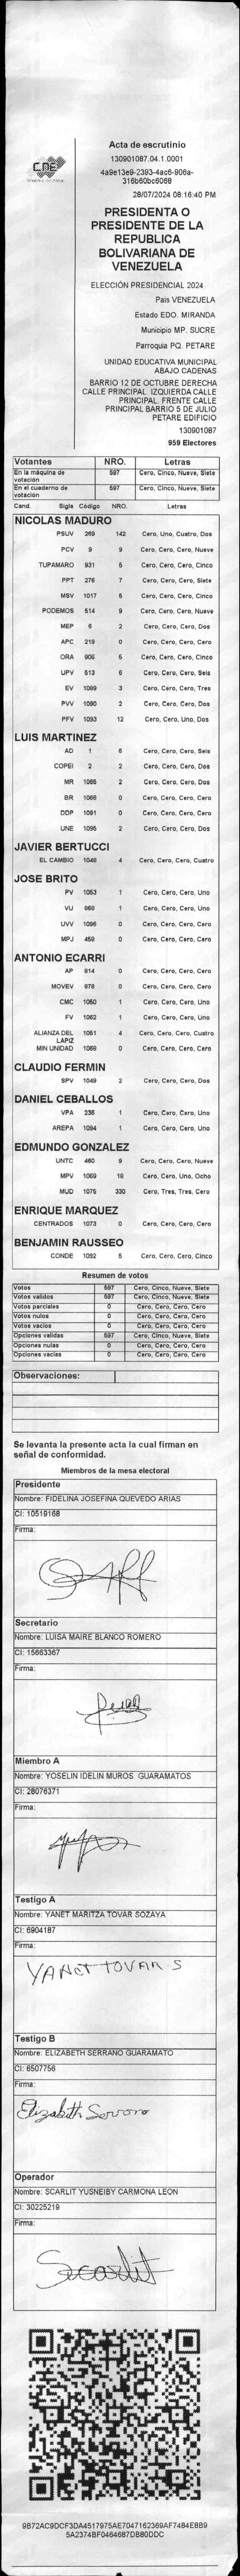 CNE
Acta de escrutinio
130901087.04.1.0001
4a9e13e9-2393-4ac6-906a-
316b60bc6068
28/07/2024 08:16:40 PM
PRESIDENTA O
PRESIDENTE DE LA
REPUBLICA
BOLIVARIANA DE
VENEZUELA
ELECCIÓN PRESIDENCIAL 2024
País VENEZUELA
Estado EDO. MIRANDA
Municipio MP. SUCRE
Parroquia PQ. PETARE
UNIDAD EDUCATIVA MUNICIPAL
ABAJO CADENAS
BARRIO 12 DE OCTUBRE DERECHA
CALLE PRINCIPAL. IZQUIERDA CALLE
PRINCIPAL. FRENTE CALLE
PRINCIPAL BARRIO 5 DE JULIO
PETARE EDIFICIO
130901087
959 Electores
Votantes NRO. Letras
En la máquina de votación 597 Cero, Cinco, Nueve, Siete
En el cuaderno de votación 597 Cero, Cinco, Nueve, Siete
Cand. Sigla Código NRO. Letras
NICOLAS MADURO
PSUV 269 142 Cero, Uno, Cuatro, Dos
PCV 9 9 Cero, Cero, Cero, Nueve
TUPAMARO 931 5 Cero, Cero, Cero, Cinco
PPT 276 7 Cero, Cero, Cero, Siete
MSV 1017 5 Cero, Cero, Cero, Cinco
PODEMOS 514 9 Cero, Cero, Cero, Nueve
MEP 6 2 Cero, Cero, Cero, Dos
APC 219 0 Cero, Cero, Cero, Cero
ORA 906 5 Cero, Cero, Cero, Cinco
UPV 513 6 Cero, Cero, Cero, Seis
EV 1089 3 Cero, Cero, Cero, Tres
PVV 1090 2 Cero, Cero, Cero, Dos
PFV 1093 12 Cero, Cero, Uno, Dos
LUIS MARTINEZ
AD 1 6 Cero, Cero, Cero, Seis
COPEI 2 2 Cero, Cero, Cero, Dos
MR 1065 2 Cero, Cero, Cero, Dos
BR 1066 0 Cero, Cero, Cero, Cero
DDP 1091 0 Cero, Cero, Cero, Cero
UNE 1095 2 Cero, Cero, Cero, Dos
JAVIER BERTUCCI
EL CAMBIO 1048 4 Cero, Cero, Cero, Cuatro
JOSE BRITO
PV 1053 1 Cero, Cero, Cero, Uno
VU 868 1 Cero, Cero, Cero, Uno
UVV 1096 0 Cero, Cero, Cero, Cero
MPJ 458 0 Cero, Cero, Cero, Cero
ANTONIO ECARRI
AP 814 0 Cero, Cero, Cero, Cero
MOVEV 878 0 Cero, Cero, Cero, Cero
CMC 1050 1 Cero, Cero, Cero, Uno
FV 1062 1 Cero, Cero, Cero, Uno
ALIANZA DEL LAPIZ 1051 4 Cero, Cero, Cero, Cuatro
MIN UNIDAD 1069 0 Cero, Cero, Cero, Cero
CLAUDIO FERMIN
SPV 1049 2 Cero, Cero, Cero, Dos
DANIEL CEBALLOS
VPA 236 1 Cero, Cero, Cero, Uno
AREPA 1094 1 Cero, Cero, Cero, Uno
EDMUNDO GONZALEZ
UNTC 460 9 Cero, Cero, Cero, Nueve
MPV 1069 18 Cero, Cero, Uno, Ocho
MUD 1075 330 Cero, Tres, Tres, Cero
ENRIQUE MARQUEZ
CENTRADOS 1073 0 Cero, Cero, Cero, Cero
BENJAMIN RAUSSEO
CONDE 1092 5 Cero, Cero, Cero, Cinco
Resumen de votos
Votos 597 Cero, Cinco, Nueve, Siete
Votos validos 597 Cero, Cinco, Nueve, Siete
Votos parciales 0 Cero, Cero, Cero, Cero
Votos nulos 0 Cero, Cero, Cero, Cero
Votos vacios 0 Cero, Cero, Cero, Cero
Opciones validas 597 Cero, Cinco, Nueve, Siete
Opciones nulas 0 Cero, Cero, Cero, Cero
Opciones vacias 0 Cero, Cero, Cero, Cero
Observaciones:
Se levanta la presente acta la cual firman en
señal de conformidad.
Miembros de la mesa electoral
Presidente
Nombre: FIDELINA JOSEFINA QUEVEDO ARIAS
CI: 10519168
Firma:
Secretario
Nombre: LUISA MAIRE BLANCO ROMERO
CI: 15663367
Firma:
Miembro A
Nombre: YOSELIN IDELIN MUROS GUARAMATOS
CI: 28076371
Firma:
Testigo A
Nombre: YANET MARITZA TOVAR SOZAYA
CI: 6904187
Firma:
YANET TOVAR S
Testigo B
Nombre: ELIZABETH SERRANO GUARAMATO
CI: 6507756
Firma:
Elizabeth Serrano
Operador
Nombre: SCARLIT YUSNEIBY CARMONA LEON
CI: 30225219
Firma:
Scarlit
9B72AC9DCF3DA4517975AE7047162369AF7484E8B9
5A2374BF0464687DB80DDC